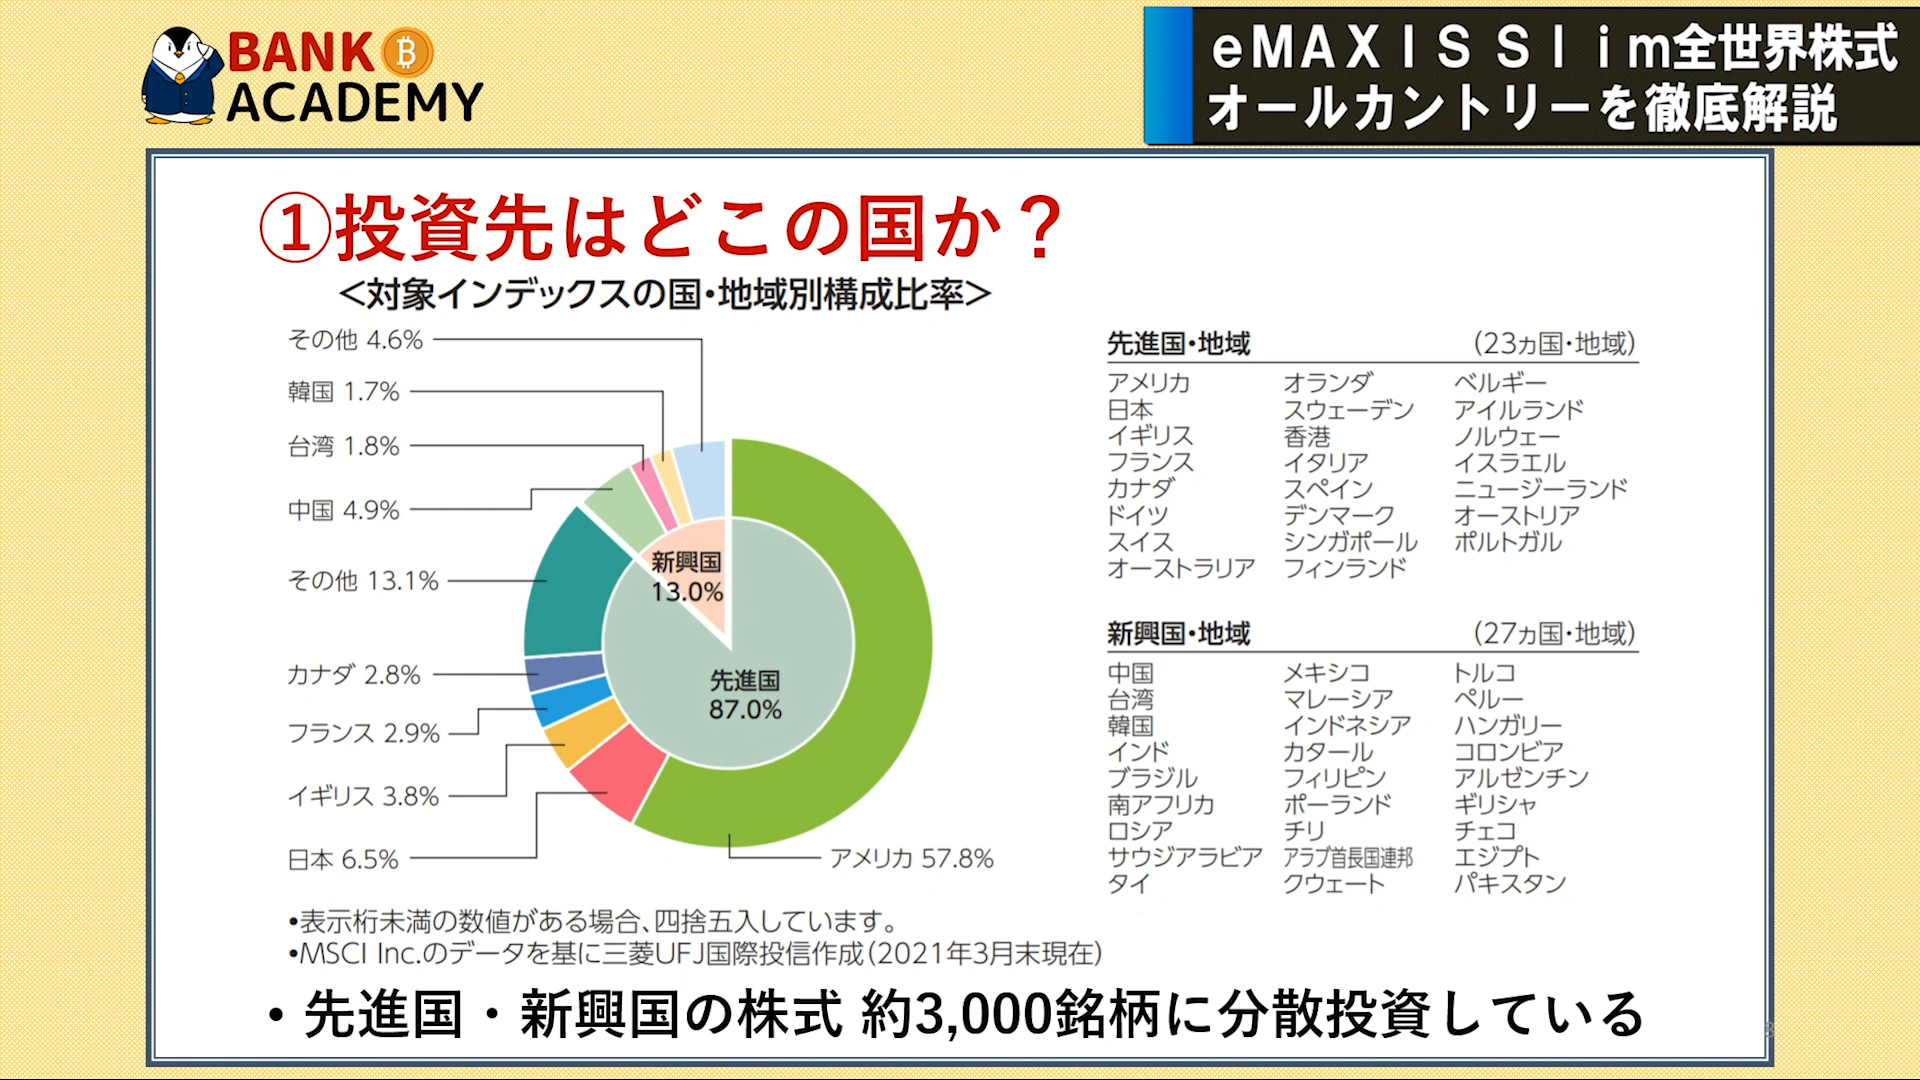 BANK
ACADEMY
eMAXIS Slim全世界株式
オールカントリーを徹底解説
①投資先はどこの国か？
<対象インデックスの国・地域別構成比率>
その他 4.6%
韓国 1.7%
台湾 1.8%
中国 4.9%
その他 13.1%
カナダ 2.8%
フランス 2.9%
イギリス 3.8%
日本 6.5%
アメリカ 57.8%
新興国
13.0%
先進国
87.0%
先進国・地域 (23ヵ国・地域)
アメリカ オランダ ベルギー
日本 スウェーデン アイルランド
イギリス 香港 ノルウェー
フランス イタリア イスラエル
カナダ スペイン ニュージーランド
ドイツ デンマーク オーストリア
スイス シンガポール ポルトガル
オーストラリア フィンランド
新興国・地域 (27ヵ国・地域)
中国 メキシコ トルコ
台湾 マレーシア ペルー
韓国 インドネシア ハンガリー
インド カタール コロンビア
ブラジル フィリピン アルゼンチン
南アフリカ ポーランド ギリシャ
ロシア チリ チェコ
サウジアラビア アラブ首長国連邦 エジプト
タイ クウェート パキスタン
•表示桁未満の数値がある場合、四捨五入しています。
•MSCI Inc.のデータを基に三菱UFJ国際投信作成(2021年3月末現在)
・先進国・新興国の株式 約3,000銘柄に分散投資している